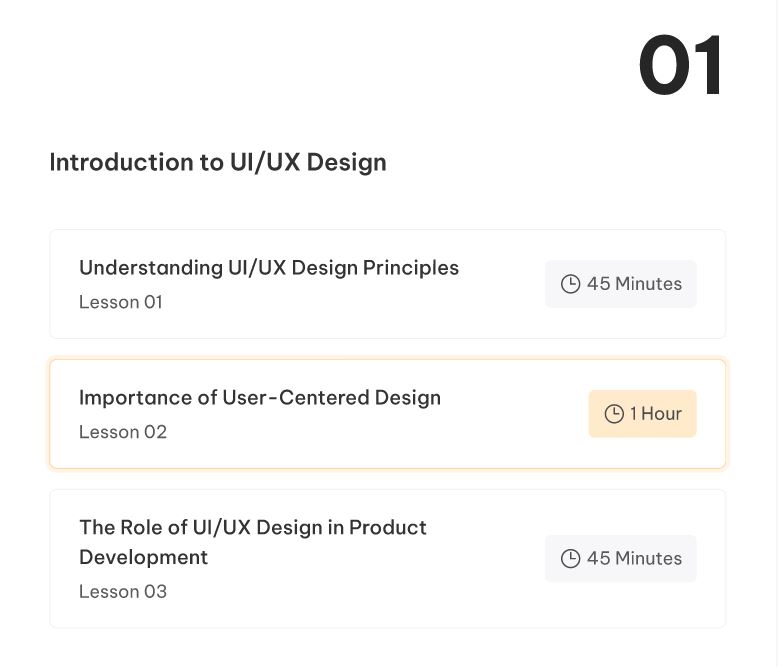 01
Introduction to UI/UX Design
Understanding UI/UX Design Principles
Lesson 01
45 Minutes
Importance of User-Centered Design
Lesson 02
1 Hour
The Role of UI/UX Design in Product
Development
Lesson 03
45 Minutes